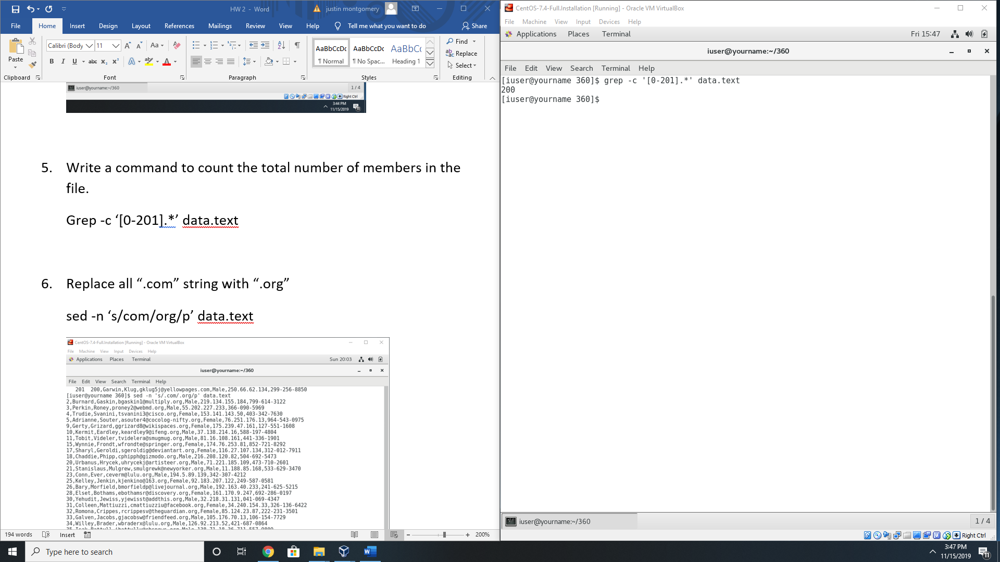 HW 2 - Word
justin montgomery
File Home Insert Design Layout References Mailings Review View Help Tell me what you want to do Share
Paste
Clipboard
Calibri (Body 11
Font
Paragraph
AaBbCcDc AaBbCcDc AaBbCc
¶ Normal ¶ No Spac... Heading 1
Styles
Find
Replace
Select
Editing
iuser@yourname:~/360 1 / 4
Right Ctrl
3:44 PM
11/15/2019
5. Write a command to count the total number of members in the
file.
Grep -c ‘[0-201].*’ data.text
6. Replace all “.com” string with “.org”
sed -n ‘s/com/org/p’ data.text
CentOS-7.4-Full.Installation [Running] - Oracle VM VirtualBox
File Machine View Input Devices Help
Applications Places Terminal Sun 20:03
iuser@yourname:~/360
File Edit View Search Terminal Help
201 200,Garwin,Klug,gklug5j@yellowpages.com,Male,250.66.62.134,299-256-8850
[iuser@yourname 360]$ sed -n 's/.com/.org/p' data.text
2,Burnard,Gaskin,bgaskin1@multiply.org,Male,219.134.155.184,799-614-3122
3,Perkin,Roney,proney2@webmd.org,Male,55.202.227.233,366-090-5969
4,Trudie,Svanini,tsvanini3@cisco.org,Female,153.141.143.50,403-342-7630
5,Adrianne,Souter,asouter4@cocolog-nifty.org,Female,76.251.176.13,964-543-0975
9,Gerty,Grizard,ggrizard8@wikispaces.org,Female,175.239.47.161,127-551-1608
10,Kermit,Eardley,keardley9@ifeng.org,Male,37.138.214.16,588-197-4804
11,Tobit,Videler,tvidelera@smugmug.org,Male,81.16.108.161,441-336-1901
15,Wynnie,Frondt,wfrondte@springer.org,Female,174.76.253.81,852-721-8292
17,Sharyl,Geroldi,sgeroldig@deviantart.org,Female,116.27.107.134,312-012-7911
18,Chaddie,Phipp,cphipph@gizmodo.org,Male,216.208.120.82,504-692-5473
20,Urbanus,Hrycek,uhrycekj@artisteer.org,Male,71.221.185.109,473-710-2601
21,Stanislaus,Mulgrew,smulgrewk@newyorker.org,Male,11.188.85.168,533-629-3470
23,Conn,Ever,ceverm@lulu.org,Male,194.5.89.139,342-307-4212
25,Kelley,Jenkin,kjenkino@163.org,Female,92.183.207.122,249-587-0581
26,Bary,Morfield,bmorfieldp@livejournal.org,Male,192.163.40.233,241-625-5215
28,Elset,Bothams,ebothamsr@discovery.org,Female,161.170.9.247,692-286-0197
30,Yehudit,Jewiss,yjewisst@addthis.org,Male,32.218.31.131,041-069-4347
31,Colleen,Mattiuzzi,cmattiuzziu@facebook.org,Female,34.240.154.33,326-136-6422
32,Romona,Crippes,rcrippesv@theguardian.org,Female,85.124.23.87,222-231-3501
33,Galven,Jacobs,gjacobsw@friendfeed.org,Male,105.176.70.13,106-154-7729
34,Willey,Brader,wbraderx@lulu.org,Male,126.92.213.52,421-687-0864
194 words Insert 200%
CentOS-7.4-Full.Installation [Running] - Oracle VM VirtualBox
File Machine View Input Devices Help
Applications Places Terminal Fri 15:47
iuser@yourname:~/360
File Edit View Search Terminal Help
[iuser@yourname 360]$ grep -c '[0-201].*' data.text
200
[iuser@yourname 360]$
iuser@yourname:~/360 1 / 4
Right Ctrl
Type here to search
3:47 PM
11/15/2019
11